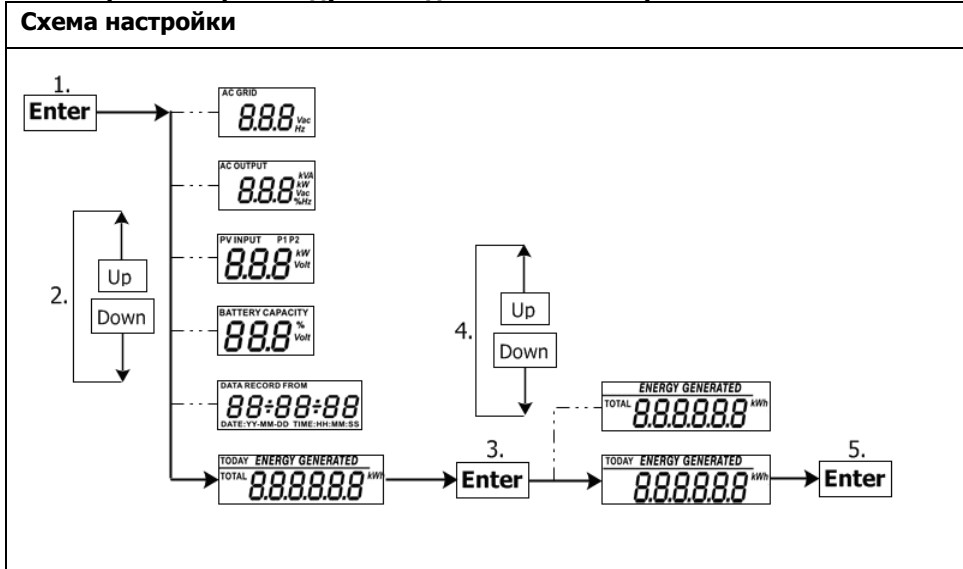 Схема настройки
1.
Enter
AC GRID
8.8.8 Vac
Hz
AC OUTPUT
8.8.8 kVA
kW
Vac
%Hz
PV INPUT P1 P2
8.8.8 kW
Volt
2.
Up
Down
BATTERY CAPACITY
88.8 %
Volt
4.
Up
Down
DATA RECORD FROM
88:88:88
DATE:YY-MM-DD TIME:HH:MM:SS
ENERGY GENERATED
TOTAL 8.8.8.8.8.8 kWh
TODAY ENERGY GENERATED
TOTAL 8.8.8.8.8.8 kWh
3.
Enter
TODAY ENERGY GENERATED
TOTAL 8.8.8.8.8.8 kWh
5.
Enter